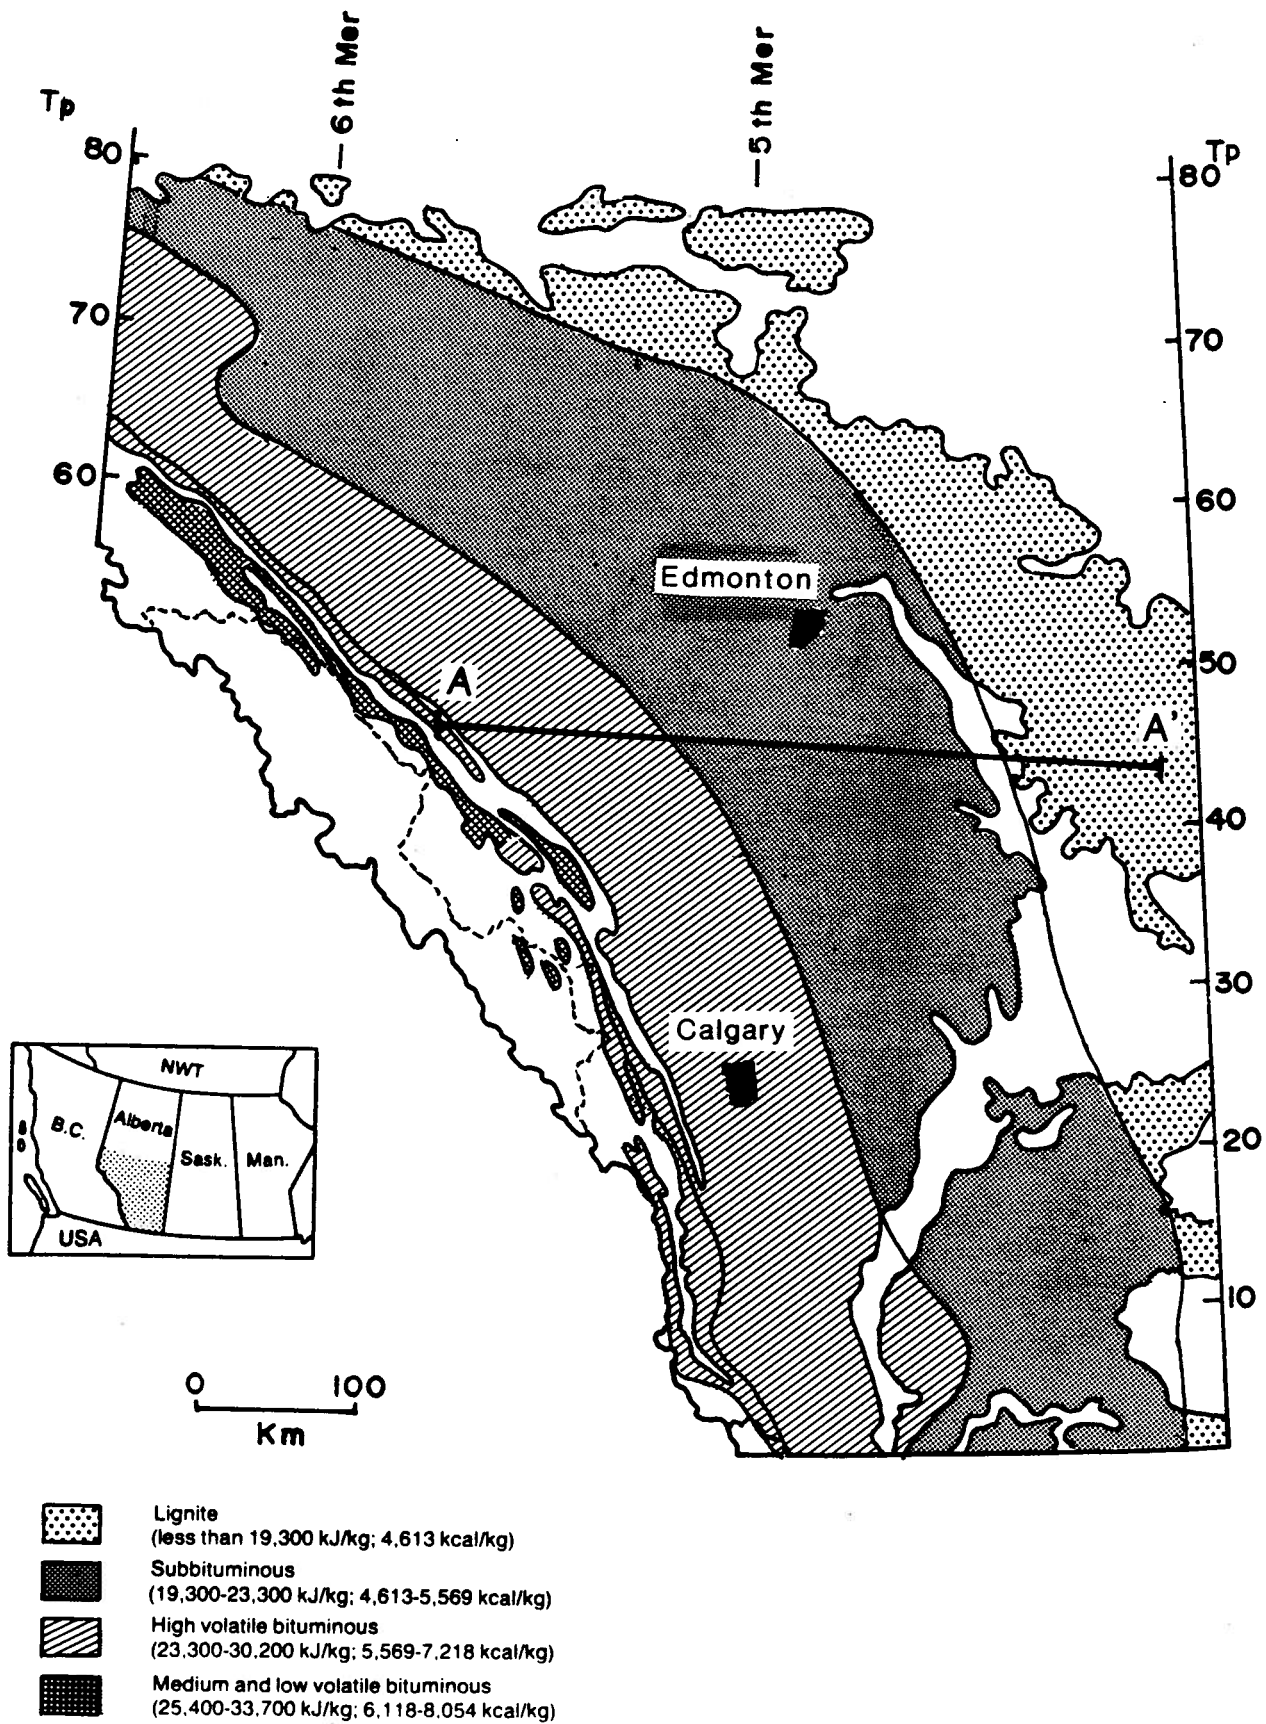 —6th Mer
—5th Mer
Tp
Tp
80
80
70
70
60
60
Edmonton
50
A
A'
40
30
Calgary
NWT
B.C.
Alberta
Sask.
Man.
USA
20
10
0 100
Km
Lignite
(less than 19,300 kJ/kg; 4,613 kcal/kg)
Subbituminous
(19,300-23,300 kJ/kg; 4,613-5,569 kcal/kg)
High volatile bituminous
(23,300-30,200 kJ/kg; 5,569-7,218 kcal/kg)
Medium and low volatile bituminous
(25,400-33,700 kJ/kg; 6,118-8,054 kcal/kg)